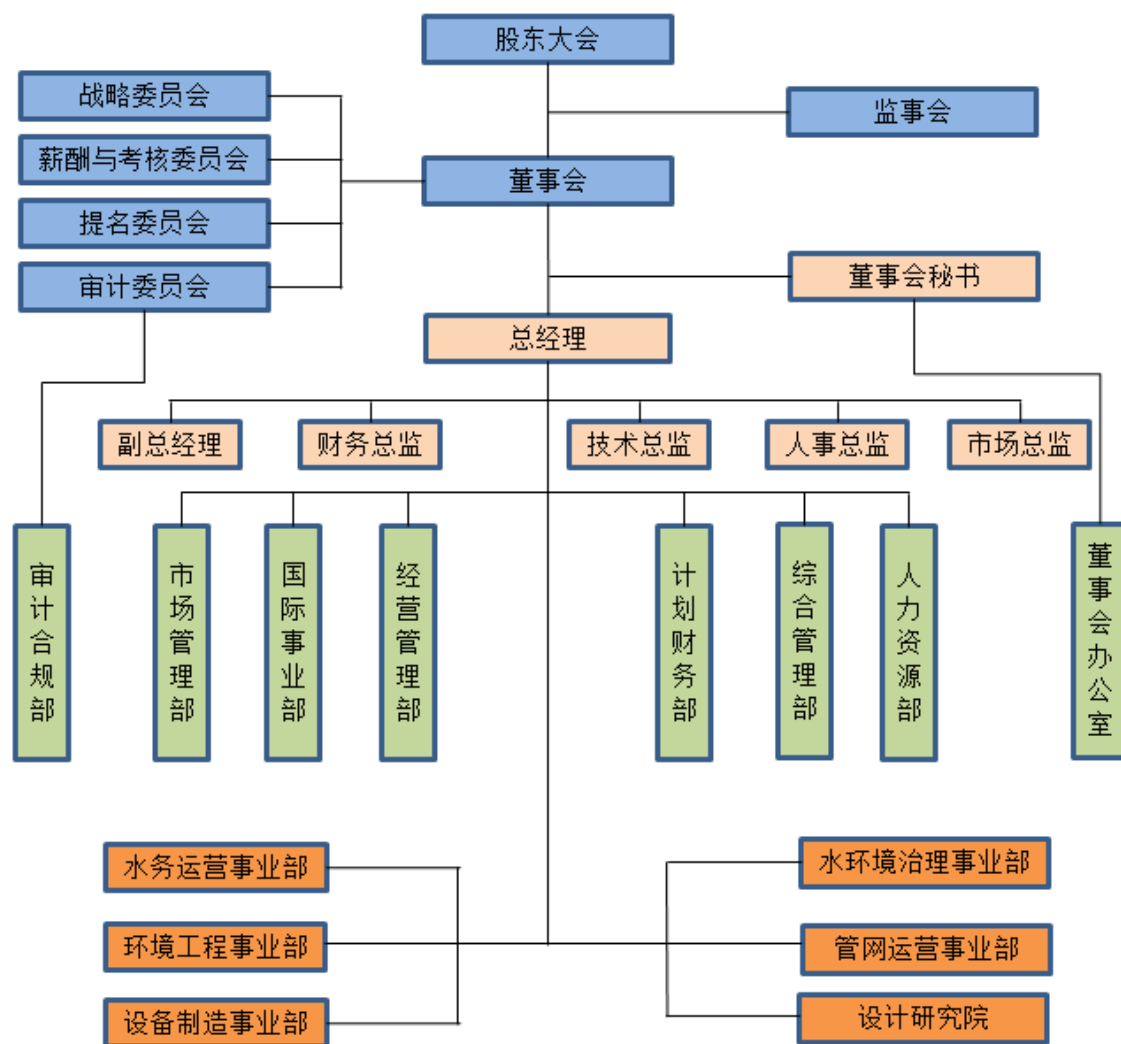 股东大会
战略委员会
监事会
薪酬与考核委员会
董事会
提名委员会
审计委员会
董事会秘书
总经理
副总经理
财务总监
技术总监
人事总监
市场总监
审计合规部
市场管理部
国际事业部
经营管理部
计划财务部
综合管理部
人力资源部
董事会办公室
水务运营事业部
水环境治理事业部
环境工程事业部
管网运营事业部
设备制造事业部
设计研究院